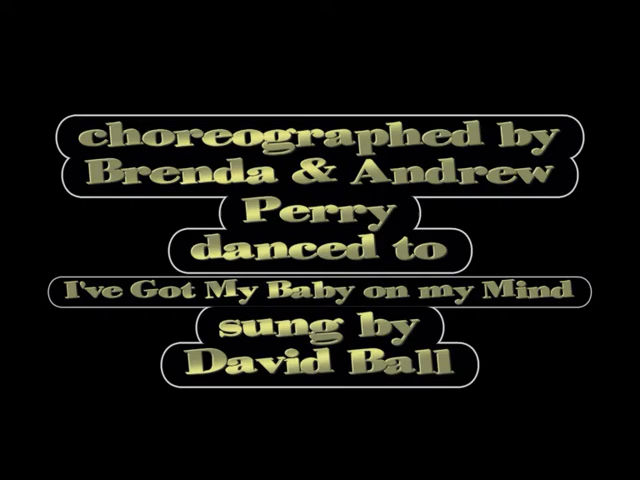 choreographed by
Brenda & Andrew
Perry
danced to
I've Got My Baby on my Mind
sung by
David Ball